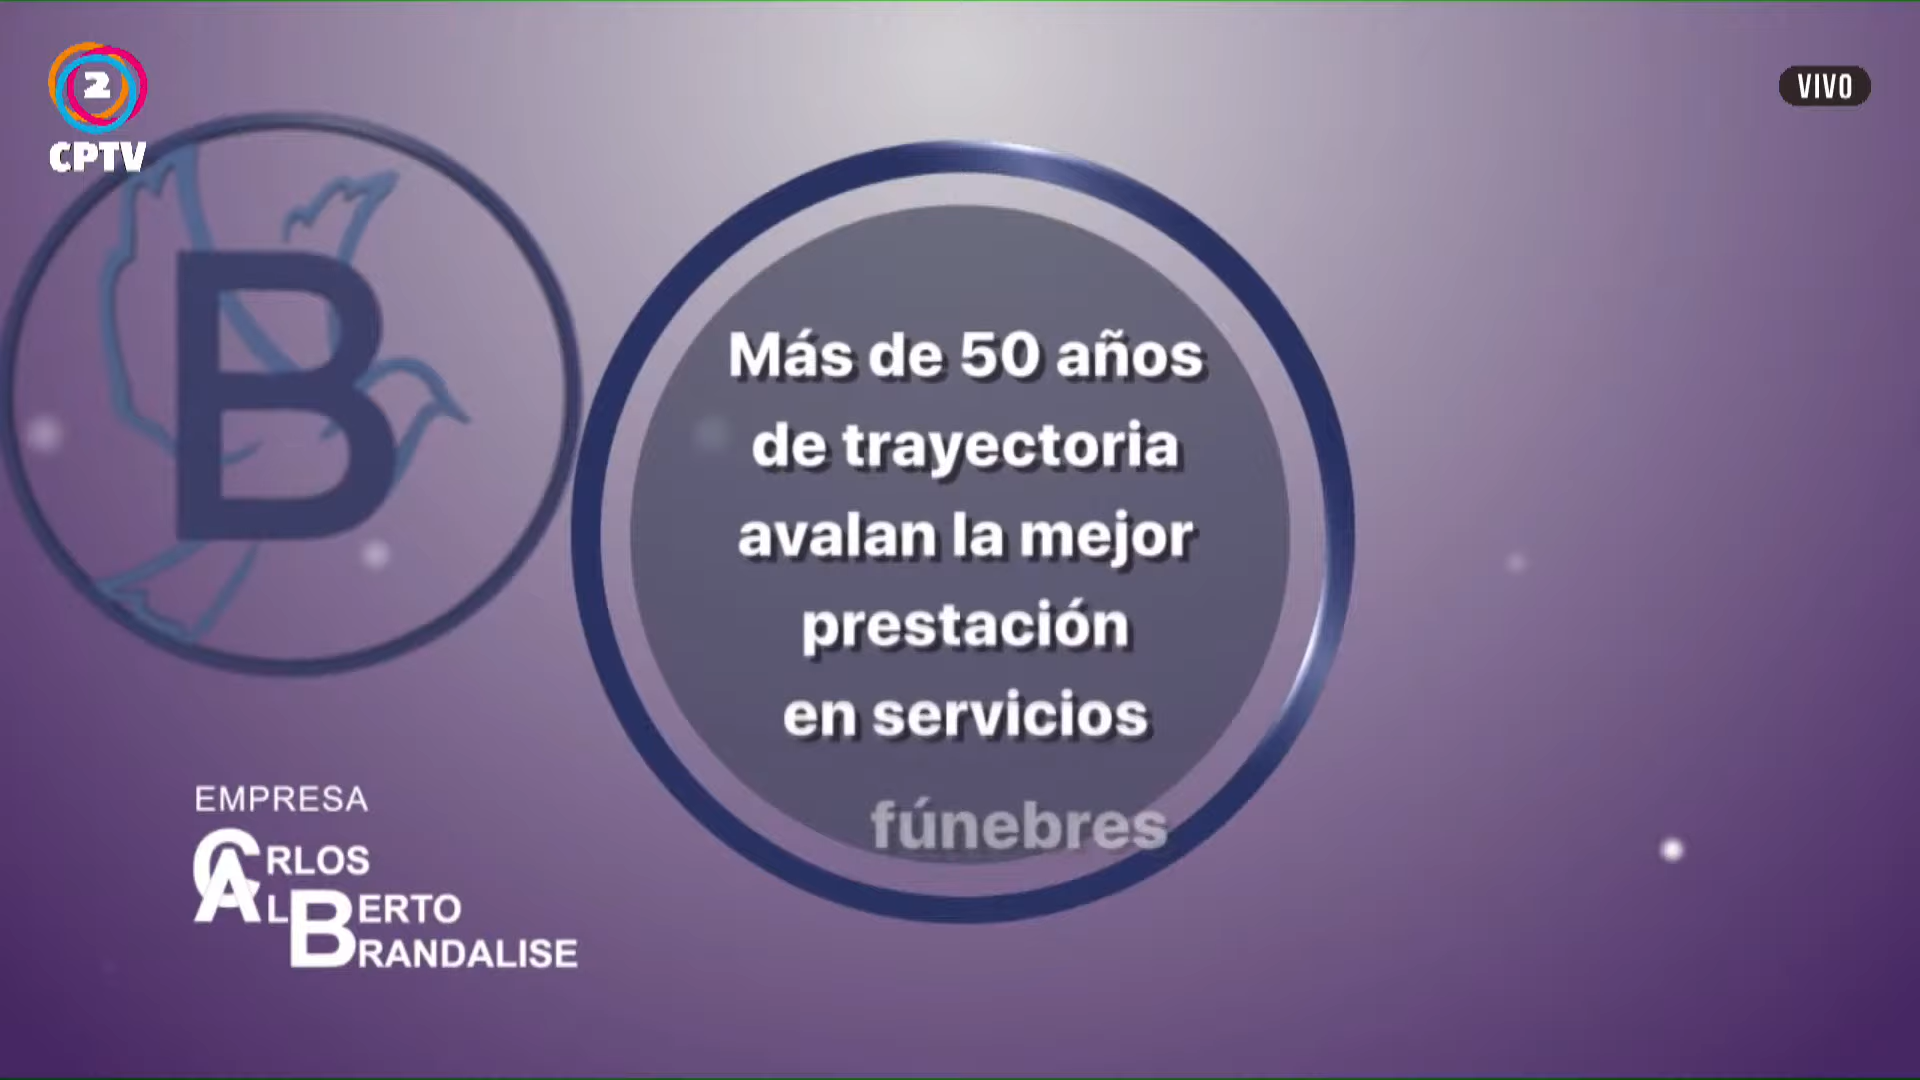 2
CPTV
VIVO
B
Más de 50 años
de trayectoria
avalan la mejor
prestación
en servicios
fúnebres
EMPRESA
CARLOS
ALBERTO
BRANDALISE